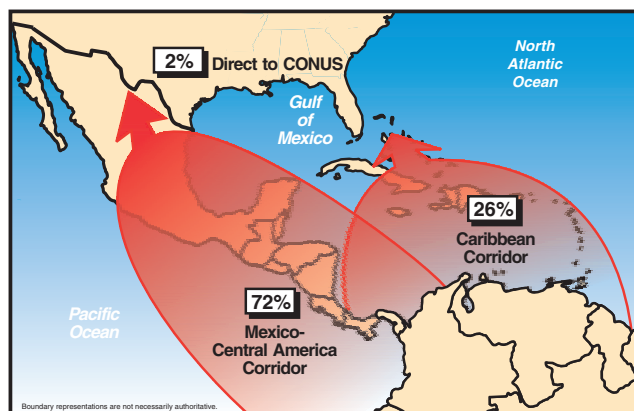 2% Direct to CONUS
North
Atlantic
Ocean
Gulf
of
Mexico
26%
Caribbean
Corridor
72%
Mexico-
Central America
Corridor
Pacific
Ocean
Boundary representations are not necessarily authoritative.